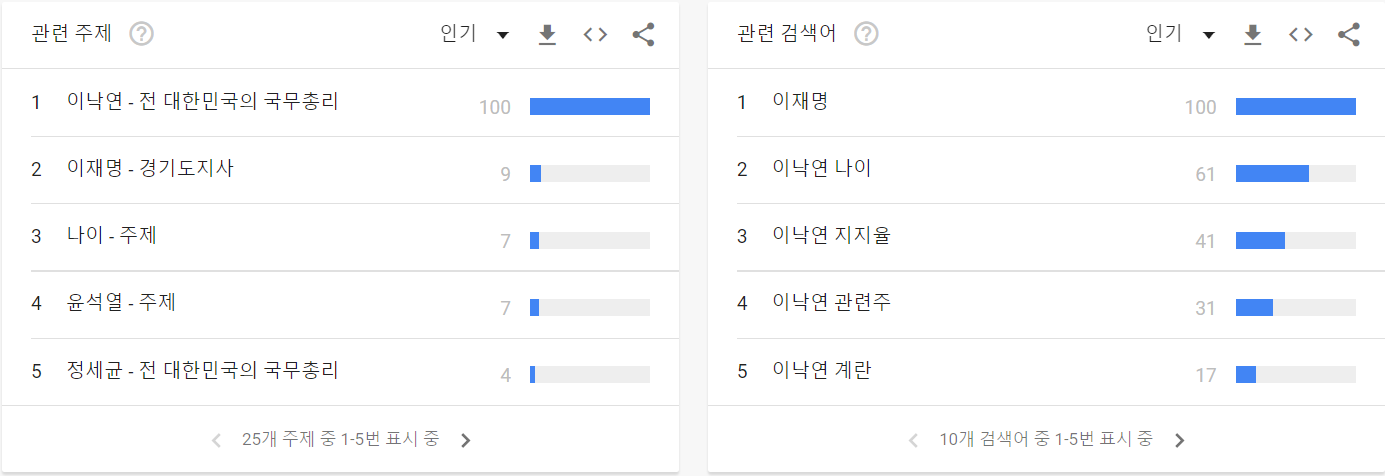 관련 주제 ? 인기
1 이낙연 - 전 대한민국의 국무총리 100
2 이재명 - 경기도지사 9
3 나이 - 주제 7
4 윤석열 - 주제 7
5 정세균 - 전 대한민국의 국무총리 4
25개 주제 중 1-5번 표시 중
관련 검색어 ? 인기
1 이재명 100
2 이낙연 나이 61
3 이낙연 지지율 41
4 이낙연 관련주 31
5 이낙연 계란 17
10개 검색어 중 1-5번 표시 중